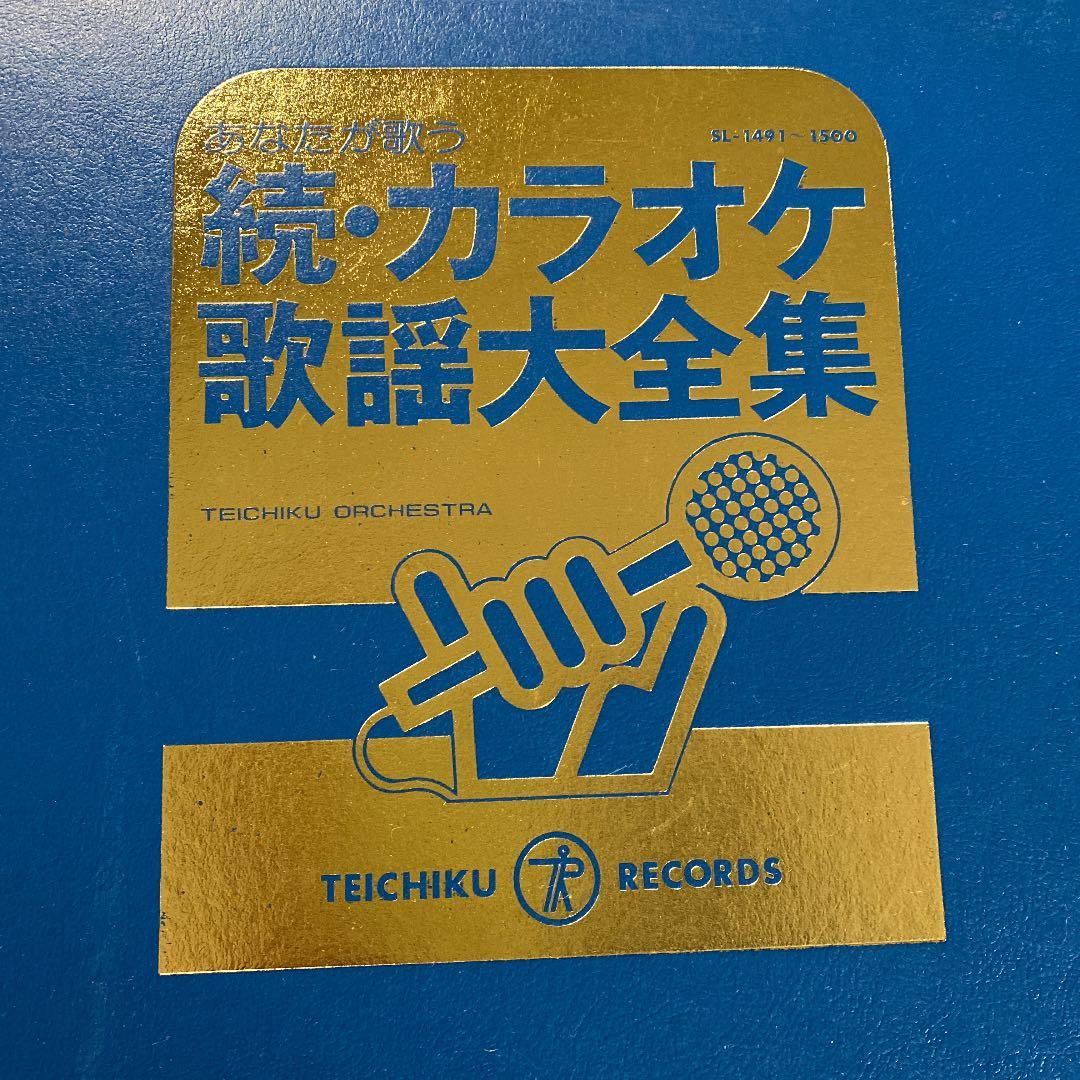 あなたが歌う
SL-1491～1500
続・カラオケ
歌謡大全集
TEICHIKU ORCHESTRA
TEICHIKU RECORDS